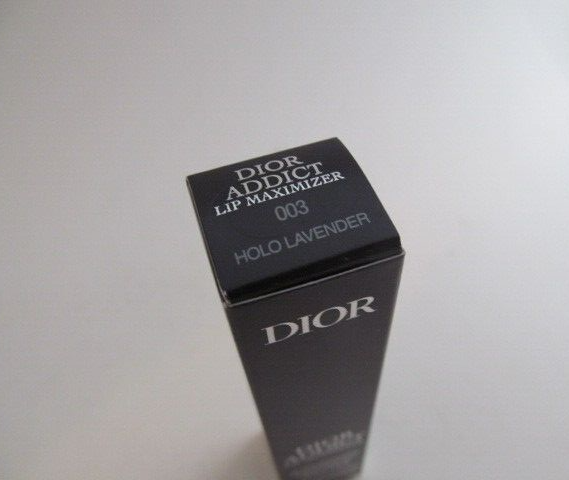 DIOR
ADDICT
LIP MAXIMIZER
003
HOLO LAVENDER
DIOR